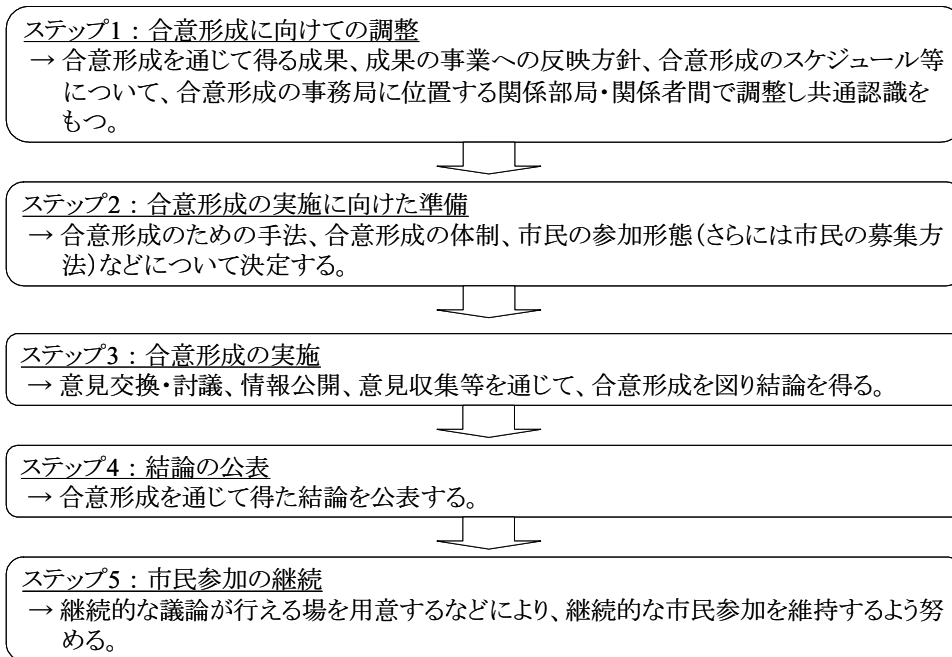 ステップ1：合意形成に向けての調整
→ 合意形成を通じて得る成果、成果の事業への反映方針、合意形成のスケジュール等
について、合意形成の事務局に位置する関係部局・関係者間で調整し共通認識を
もつ。
ステップ2：合意形成の実施に向けた準備
→ 合意形成のための手法、合意形成の体制、市民の参加形態（さらには市民の募集方
法）などについて決定する。
ステップ3：合意形成の実施
→ 意見交換・討議、情報公開、意見収集等を通じて、合意形成を図り結論を得る。
ステップ4：結論の公表
→ 合意形成を通じて得た結論を公表する。
ステップ5：市民参加の継続
→ 継続的な議論が行える場を用意するなどにより、継続的な市民参加を維持するよう努
める。